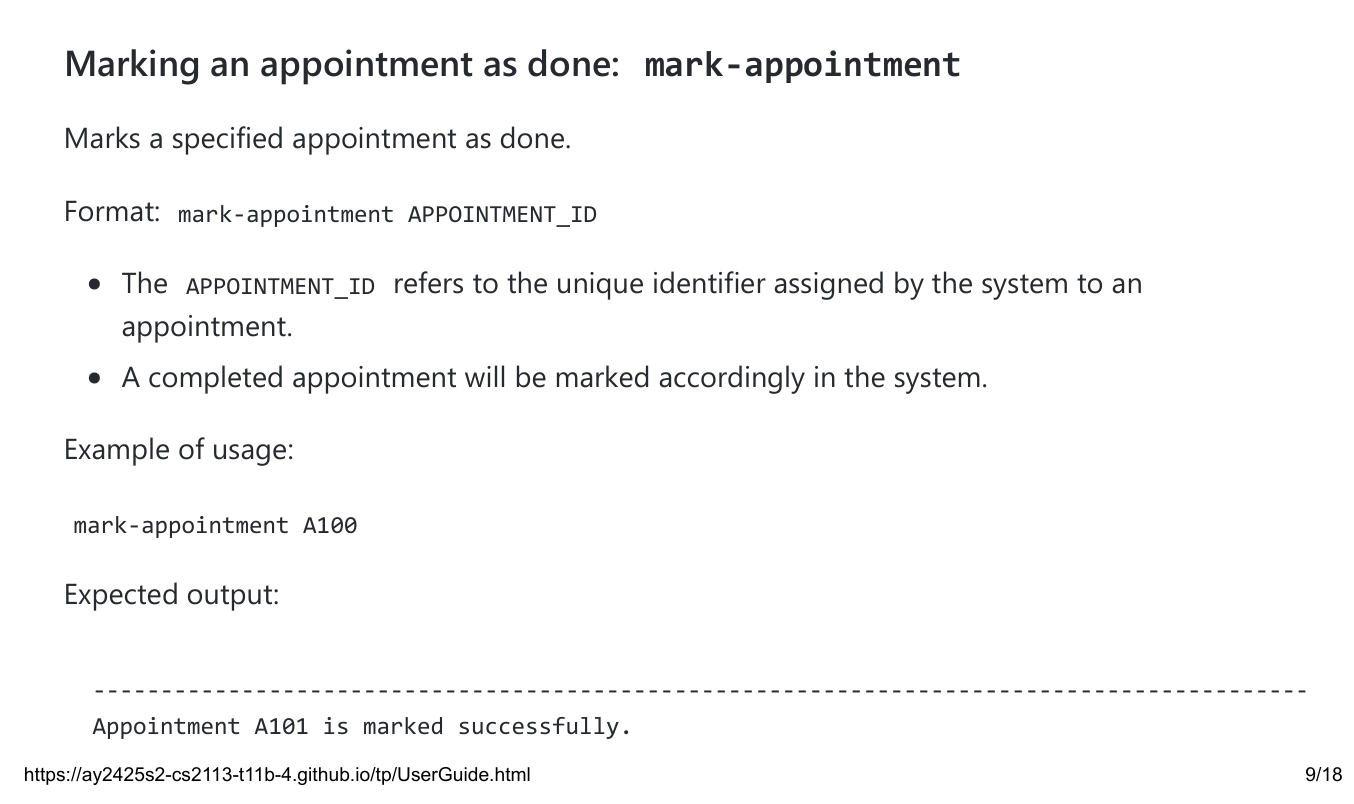 Marking an appointment as done: mark-appointment
Marks a specified appointment as done.
Format: mark-appointment APPOINTMENT_ID
• The APPOINTMENT_ID refers to the unique identifier assigned by the system to an
appointment.
• A completed appointment will be marked accordingly in the system.
Example of usage:
mark-appointment A100
Expected output:
------------------------------------------------------------------------------------------
Appointment A101 is marked successfully.
https://ay2425s2-cs2113-t11b-4.github.io/tp/UserGuide.html 9/18